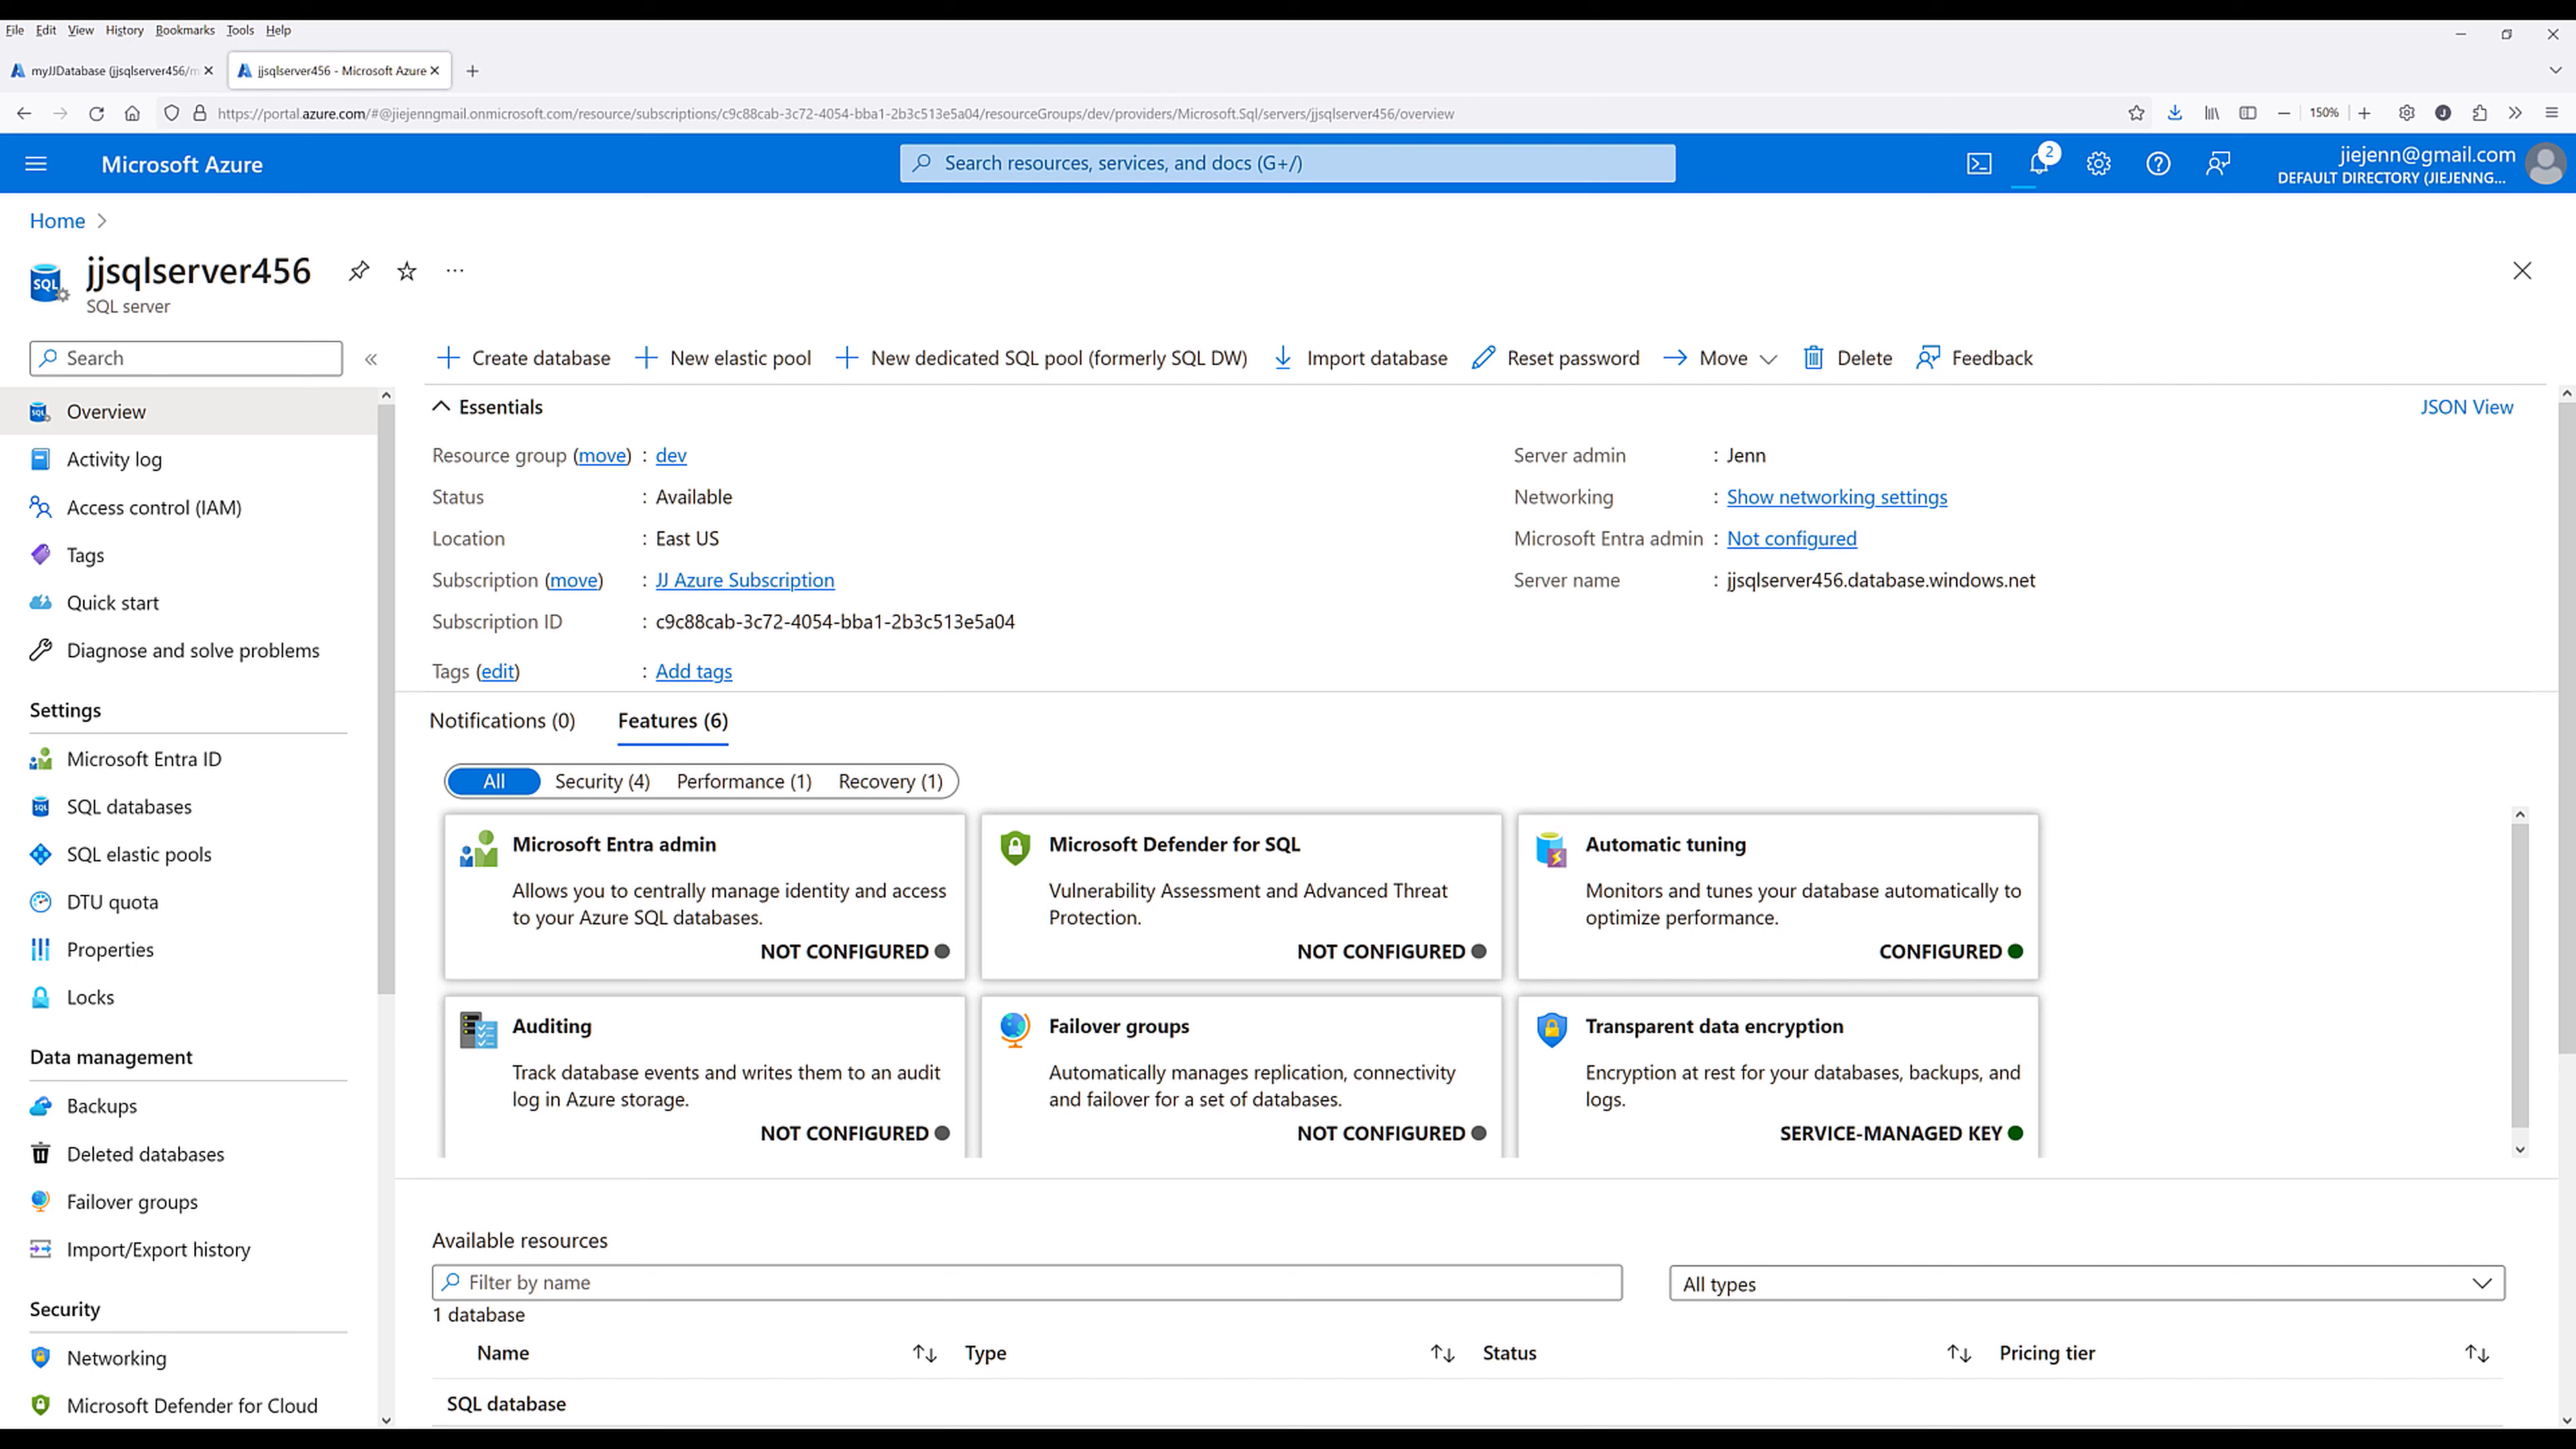 File Edit View History Bookmarks Tools Help
myJJDatabase (jjsqlserver456/m
jjsqlserver456 - Microsoft Azure
https://portal.azure.com/#@jiejenngmail.onmicrosoft.com/resource/subscriptions/c9c88cab-3c72-4054-bba1-2b3c513e5a04/resourceGroups/dev/providers/Microsoft.Sql/servers/jjsqlserver456/overview
150%
Microsoft Azure
Search resources, services, and docs (G+/)
2
jiejenn@gmail.com
DEFAULT DIRECTORY (JIEJENNG...
Home
jjsqlserver456
SQL server
Search
Create database
New elastic pool
New dedicated SQL pool (formerly SQL DW)
Import database
Reset password
Move
Delete
Feedback
Overview
Activity log
Access control (IAM)
Tags
Quick start
Diagnose and solve problems
Settings
Microsoft Entra ID
SQL databases
SQL elastic pools
DTU quota
Properties
Locks
Data management
Backups
Deleted databases
Failover groups
Import/Export history
Security
Networking
Microsoft Defender for Cloud
Essentials
JSON View
Resource group (move) : dev
Status : Available
Location : East US
Subscription (move) : JJ Azure Subscription
Subscription ID : c9c88cab-3c72-4054-bba1-2b3c513e5a04
Tags (edit) : Add tags
Server admin : Jenn
Networking : Show networking settings
Microsoft Entra admin : Not configured
Server name : jjsqlserver456.database.windows.net
Notifications (0)
Features (6)
All
Security (4)
Performance (1)
Recovery (1)
Microsoft Entra admin
Allows you to centrally manage identity and access
to your Azure SQL databases.
NOT CONFIGURED
Microsoft Defender for SQL
Vulnerability Assessment and Advanced Threat
Protection.
NOT CONFIGURED
Automatic tuning
Monitors and tunes your database automatically to
optimize performance.
CONFIGURED
Auditing
Track database events and writes them to an audit
log in Azure storage.
NOT CONFIGURED
Failover groups
Automatically manages replication, connectivity
and failover for a set of databases.
NOT CONFIGURED
Transparent data encryption
Encryption at rest for your databases, backups, and
logs.
SERVICE-MANAGED KEY
Available resources
Filter by name
All types
1 database
Name
Type
Status
Pricing tier
SQL database